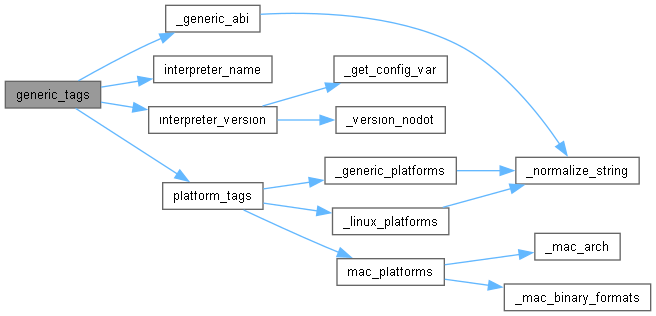 _generic_abi
interpreter_name
_get_config_var
generic_tags
interpreter_version
_version_nodot
_generic_platforms
_normalize_string
platform_tags
_linux_platforms
_mac_arch
mac_platforms
_mac_binary_formats